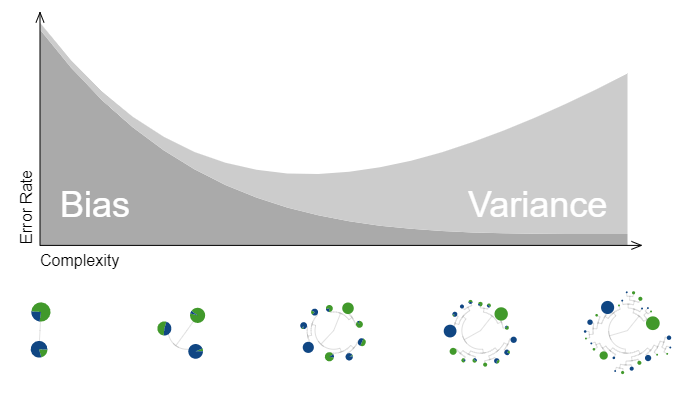 Error Rate
Bias
Variance
Complexity